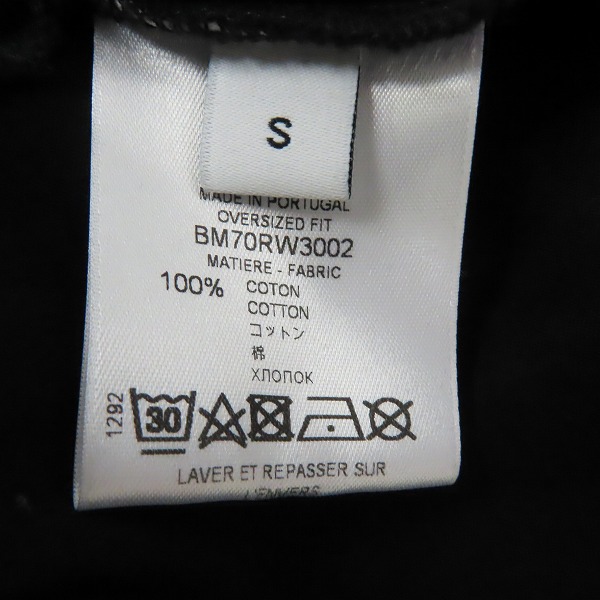 S
MADE IN PORTUGAL
OVERSIZED FIT
BM70RW3002
MATIERE - FABRIC
100% COTON
COTTON
コットン
棉
ХЛОПОК
1292
30
LAVER ET REPASSER SUR
L'ENVERS